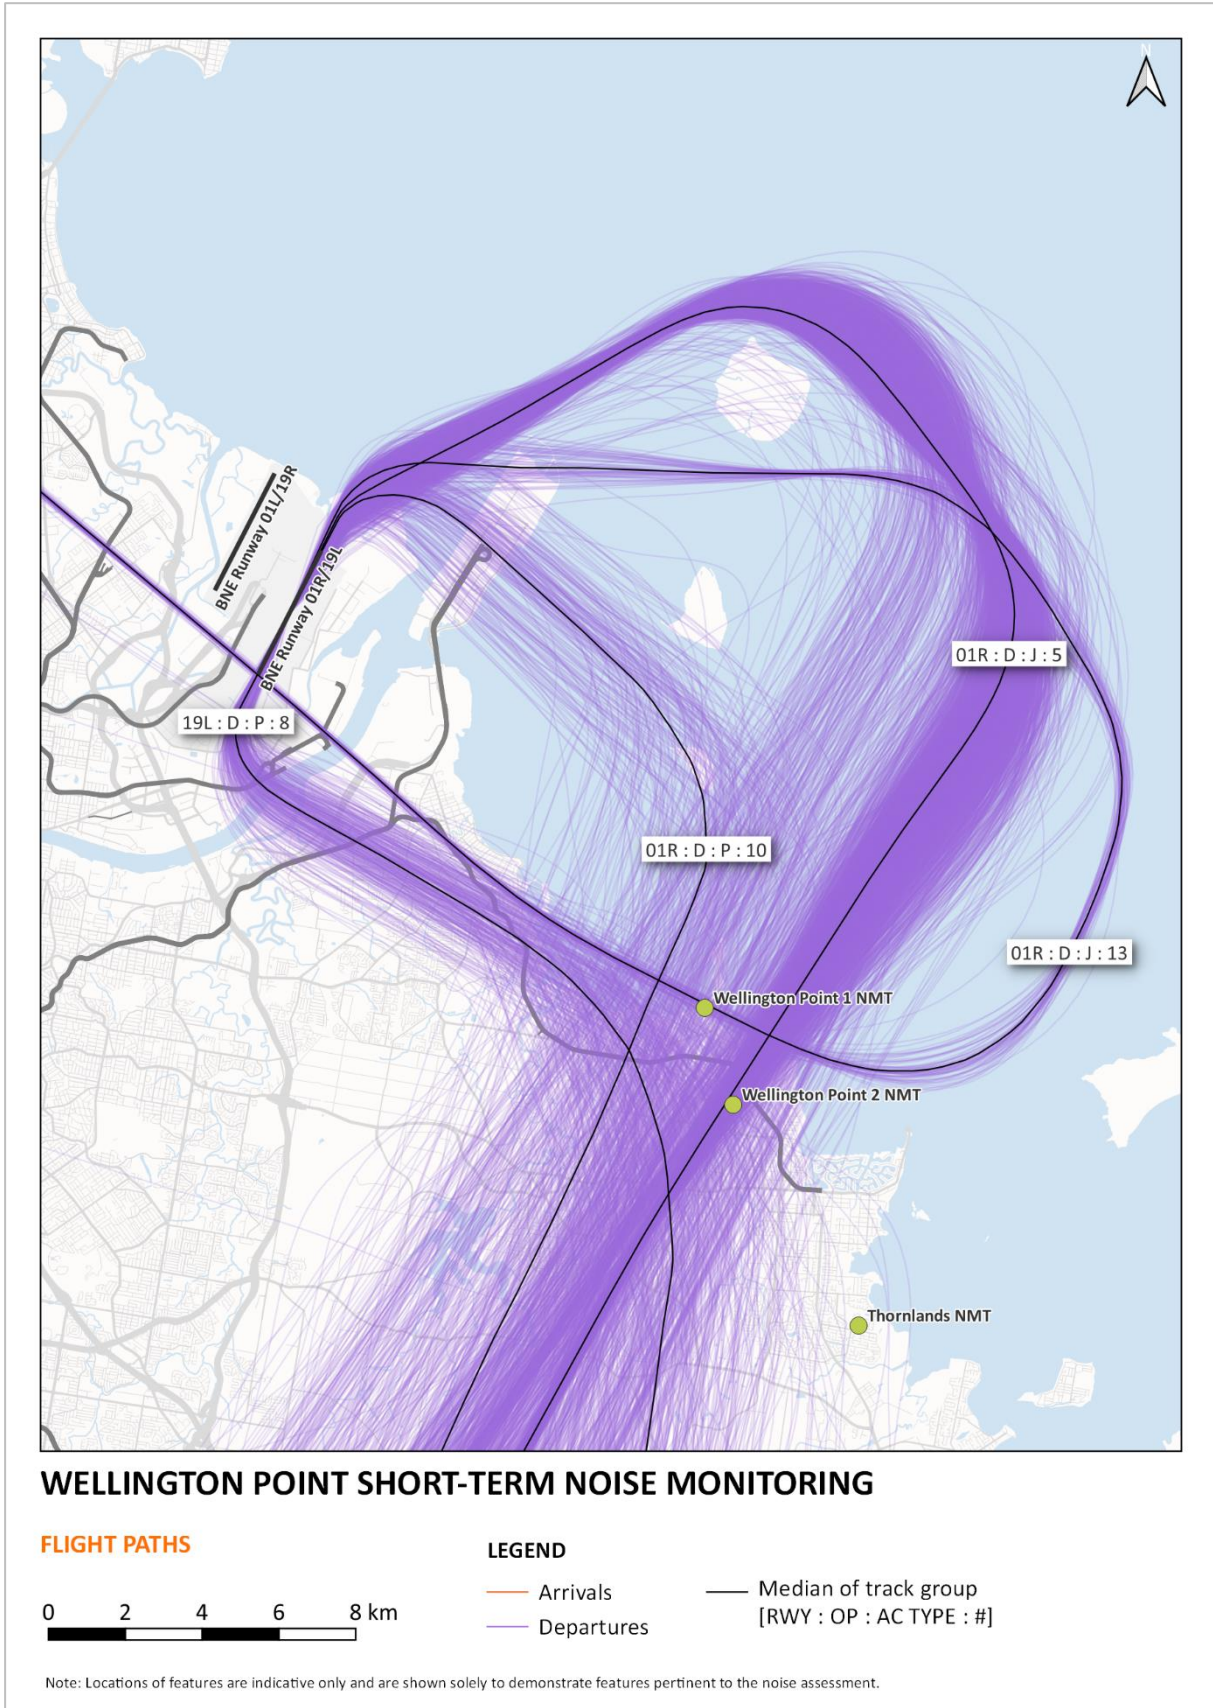 N
BNE Runway 01L/19R
BNE Runway 01R/19L
01R : D : J : 5
19L : D : P : 8
01R : D : P : 10
01R : D : J : 13
Wellington Point 1 NMT
Wellington Point 2 NMT
Thornlands NMT
WELLINGTON POINT SHORT-TERM NOISE MONITORING
FLIGHT PATHS
LEGEND
Arrivals
Departures
Median of track group
[RWY : OP : AC TYPE : #]
0 2 4 6 8 km
Note: Locations of features are indicative only and are shown solely to demonstrate features pertinent to the noise assessment.